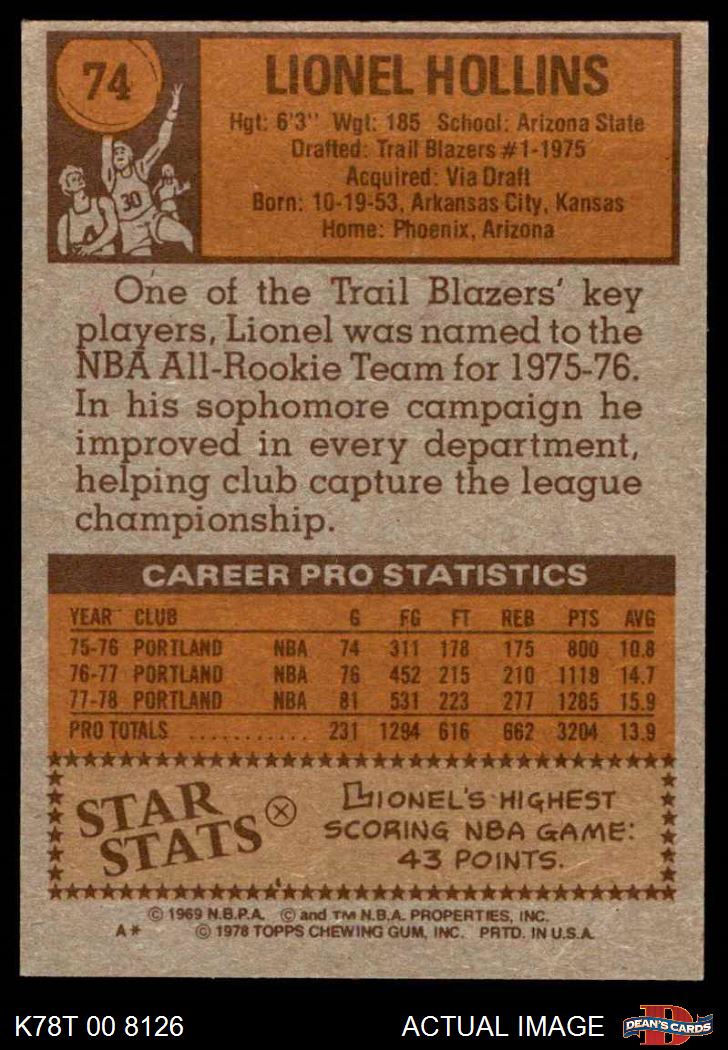 74
LIONEL HOLLINS
Hgt: 6'3" Wgt: 185 School: Arizona State
Drafted: Trail Blazers #1-1975
Acquired: Via Draft
Born: 10-19-53, Arkansas City, Kansas
Home: Phoenix, Arizona
30
One of the Trail Blazers' key
players, Lionel was named to the
NBA All-Rookie Team for 1975-76.
In his sophomore campaign he
improved in every department,
helping club capture the league
championship.
CAREER PRO STATISTICS
YEAR CLUB G FG FT REB PTS AVG
75-76 PORTLAND NBA 74 311 178 175 800 10.8
76-77 PORTLAND NBA 76 452 215 210 1119 14.7
77-78 PORTLAND NBA 81 531 223 277 1285 15.9
PRO TOTALS ........... 231 1294 616 662 3204 13.9
STAR
STATS
LIONEL'S HIGHEST
SCORING NBA GAME:
43 POINTS.
© 1969 N.B.P.A. © and TM N.B.A. PROPERTIES, INC.
A* © 1978 TOPPS CHEWING GUM, INC. PRTD. IN U.S.A.
K78T 00 8126
ACTUAL IMAGE
D
DEAN'S CARDS